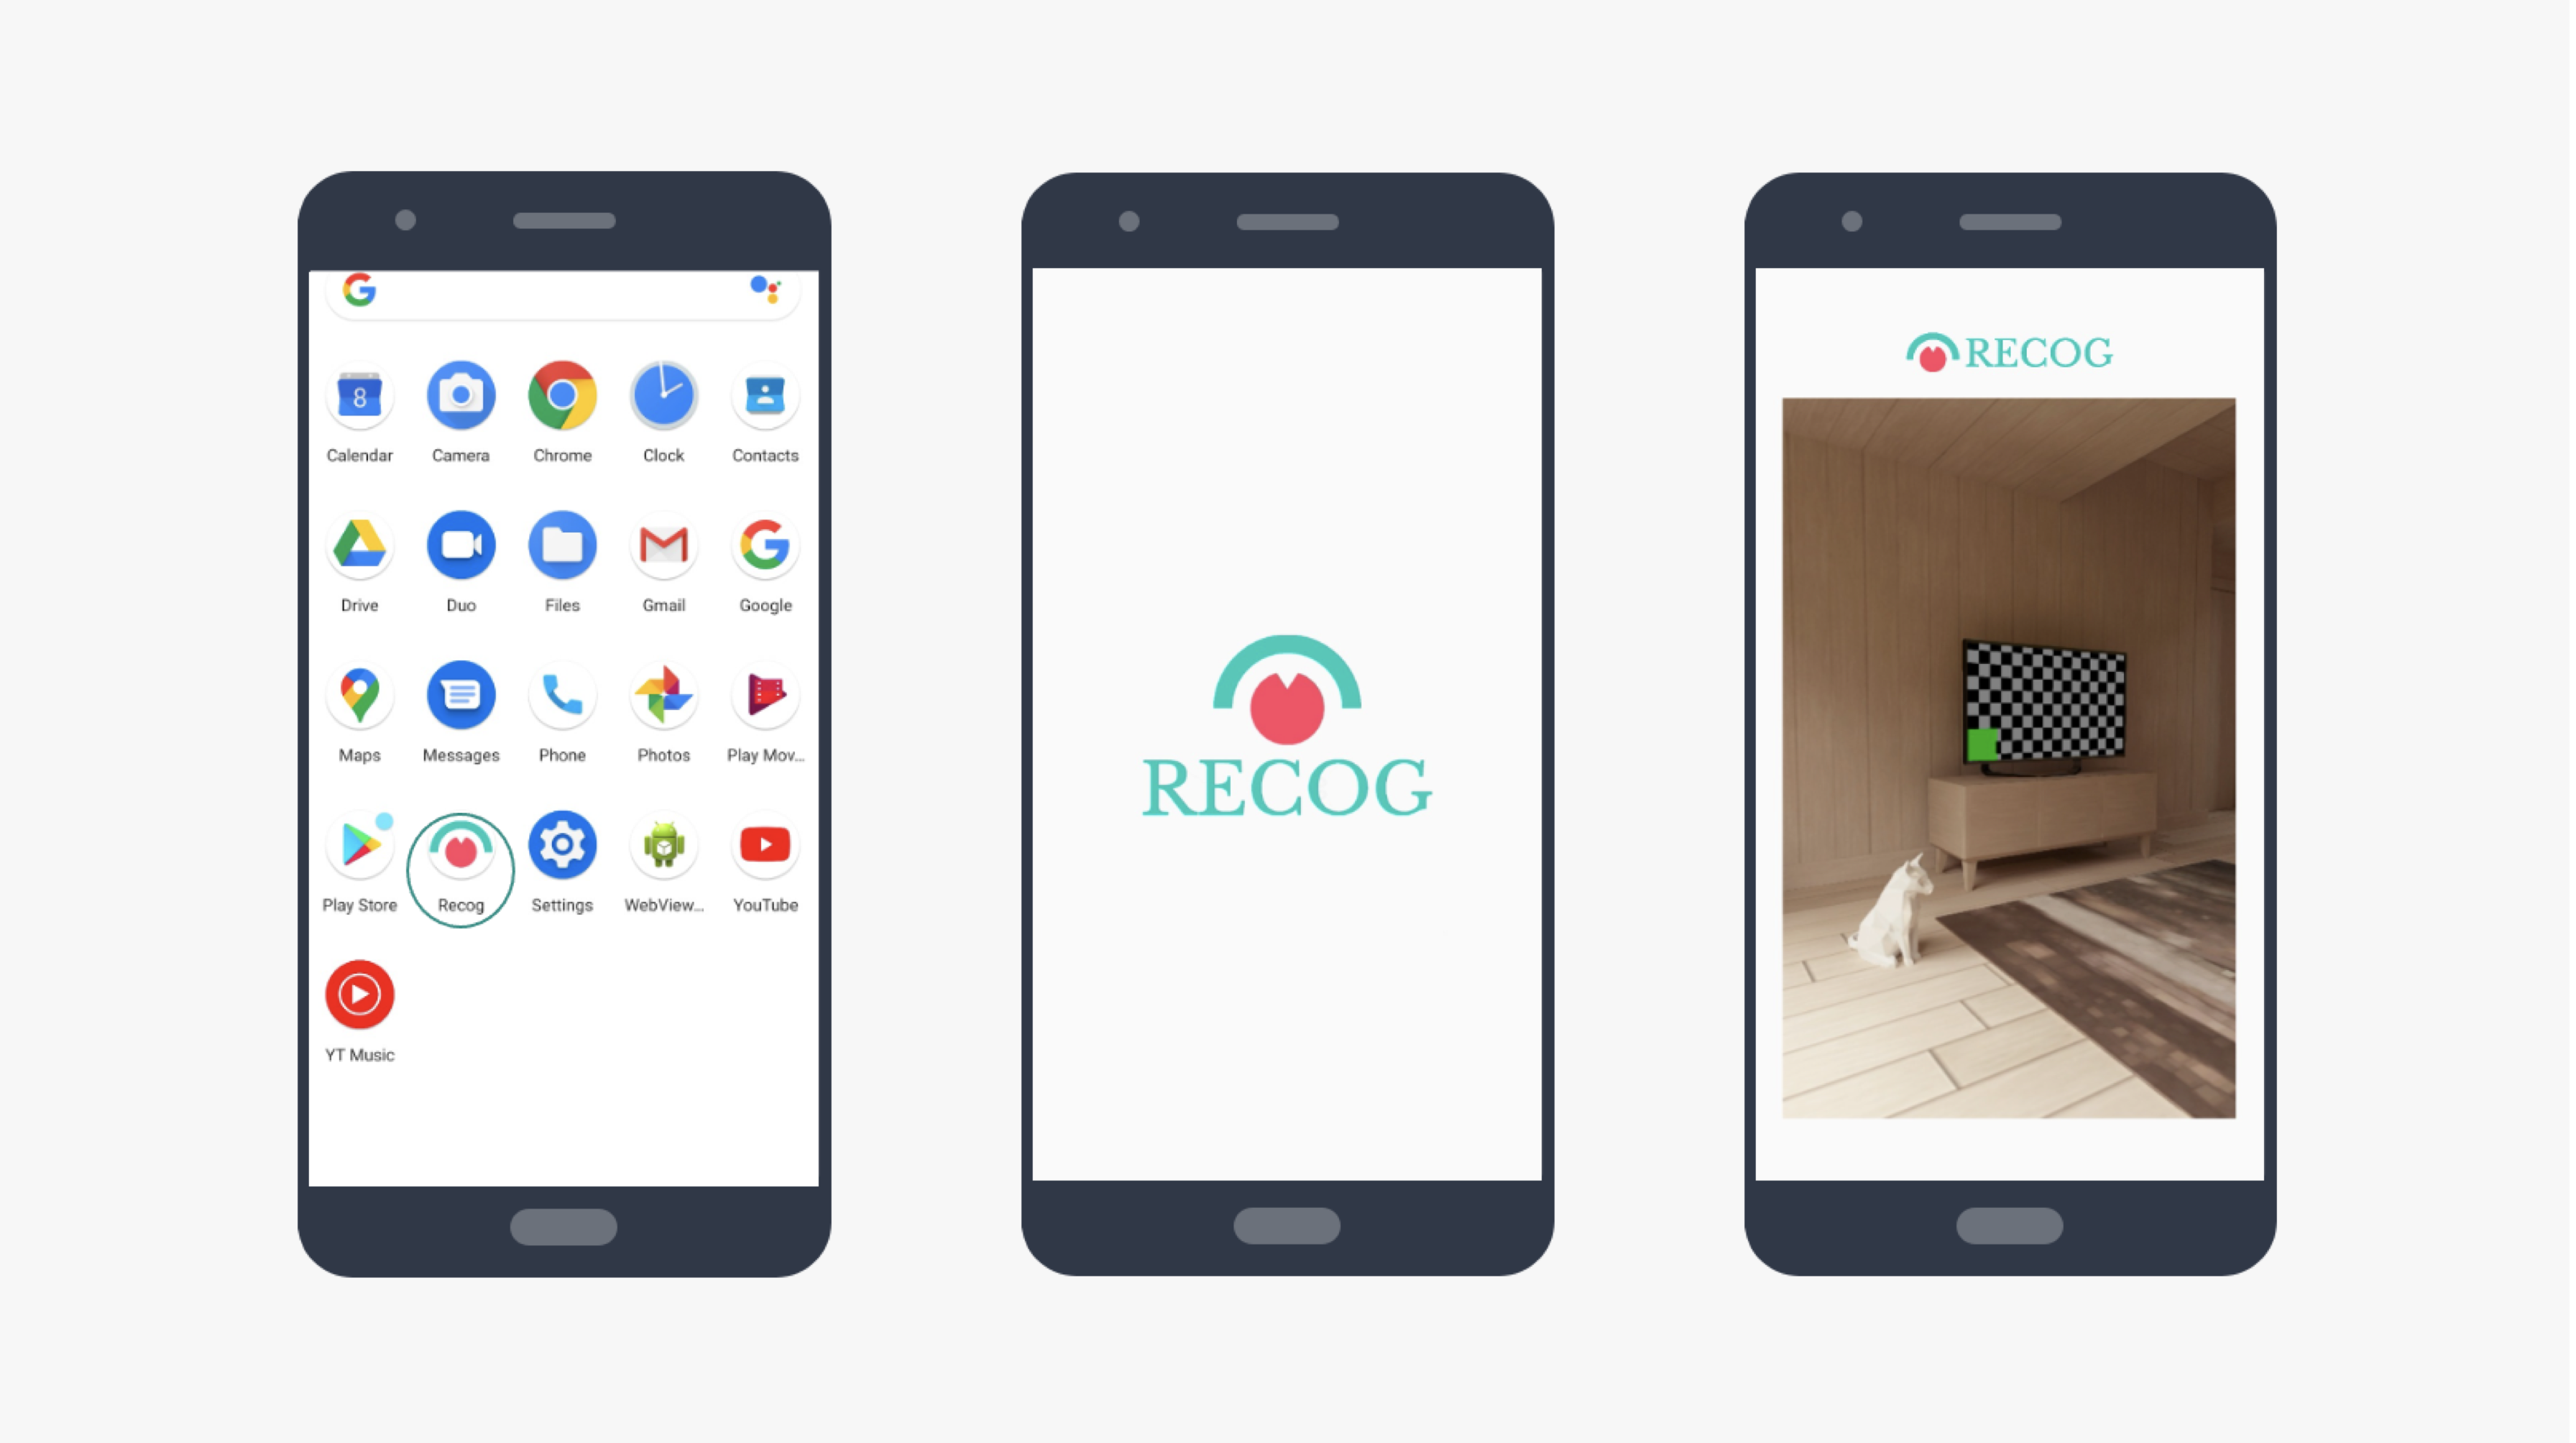 8
Calendar Camera Chrome Clock Contacts
Drive Duo Files Gmail Google
Maps Messages Phone Photos Play Mov...
Play Store Recog Settings WebView... YouTube
YT Music
RECOG
RECOG